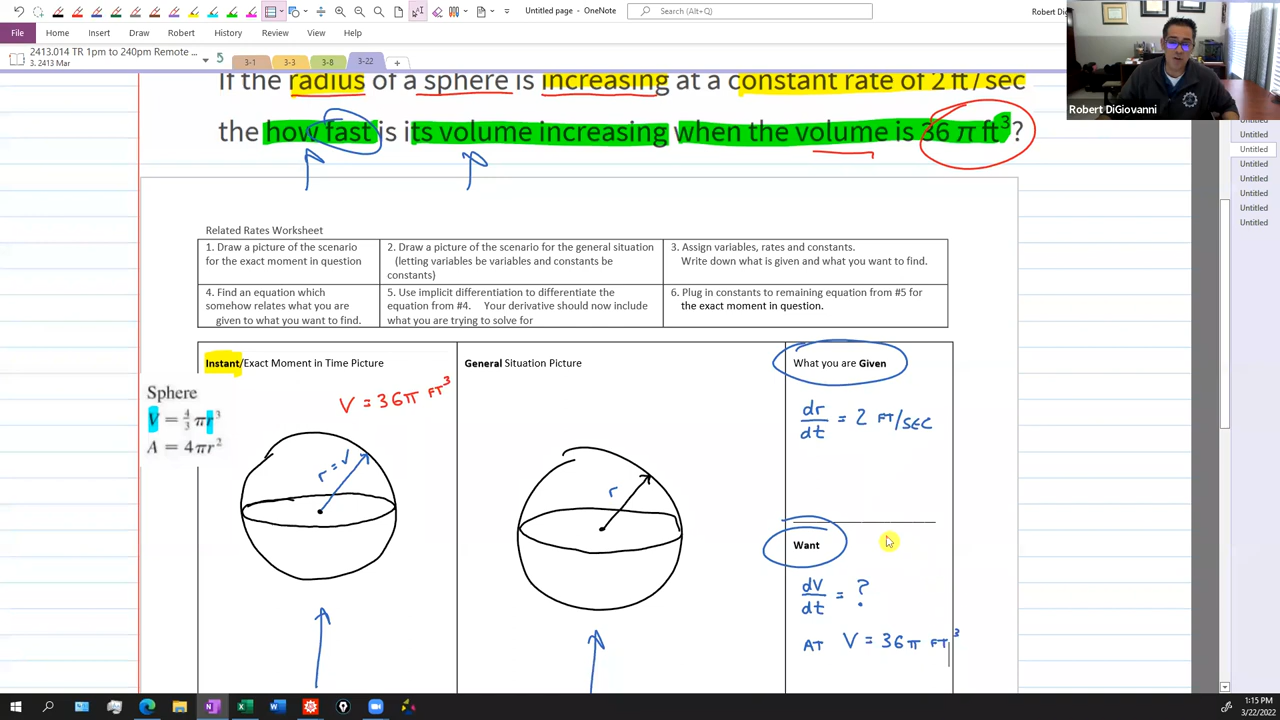 Untitled page - OneNote
Search (Alt+Q)
Robert Di
File
Home
Insert
Draw
Robert
History
Review
View
Help
2413.014 TR 1pm to 240pm Remote ...
3. 2413 Mar
5
3-1
3-3
3-8
3-22
+
Robert DiGiovanni
If the radius of a sphere is increasing at a constant rate of 2 ft/sec
the how fast is its volume increasing when the volume is 36 π ft³?
Related Rates Worksheet
1. Draw a picture of the scenario
for the exact moment in question
2. Draw a picture of the scenario for the general situation
(letting variables be variables and constants be
constants)
3. Assign variables, rates and constants.
Write down what is given and what you want to find.
4. Find an equation which
somehow relates what you are
given to what you want to find.
5. Use implicit differentiation to differentiate the
equation from #4. Your derivative should now include
what you are trying to solve for
6. Plug in constants to remaining equation from #5 for
the exact moment in question.
Instant/Exact Moment in Time Picture
General Situation Picture
What you are Given
Sphere
V = 4/3 πr³
A = 4πr²
V = 36π FT³
r = √
r
dr/dt = 2 FT/SEC
Want
dV/dt = ?
AT V = 36π FT³
Untitled
Untitled
Untitled
Untitled
Untitled
Untitled
Untitled
Untitled
1:15 PM
3/22/2022